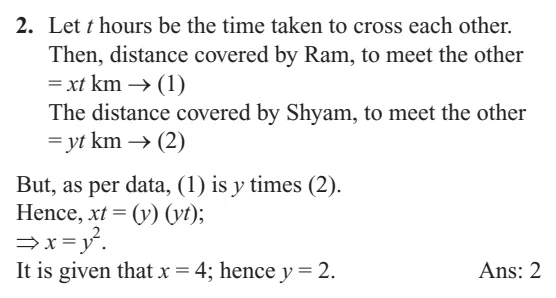 2. Let t hours be the time taken to cross each other.
Then, distance covered by Ram, to meet the other
= xt km → (1)
The distance covered by Shyam, to meet the other
= yt km → (2)
But, as per data, (1) is y times (2).
Hence, xt = (y) (yt);
⇒ x = y².
It is given that x = 4; hence y = 2. Ans: 2